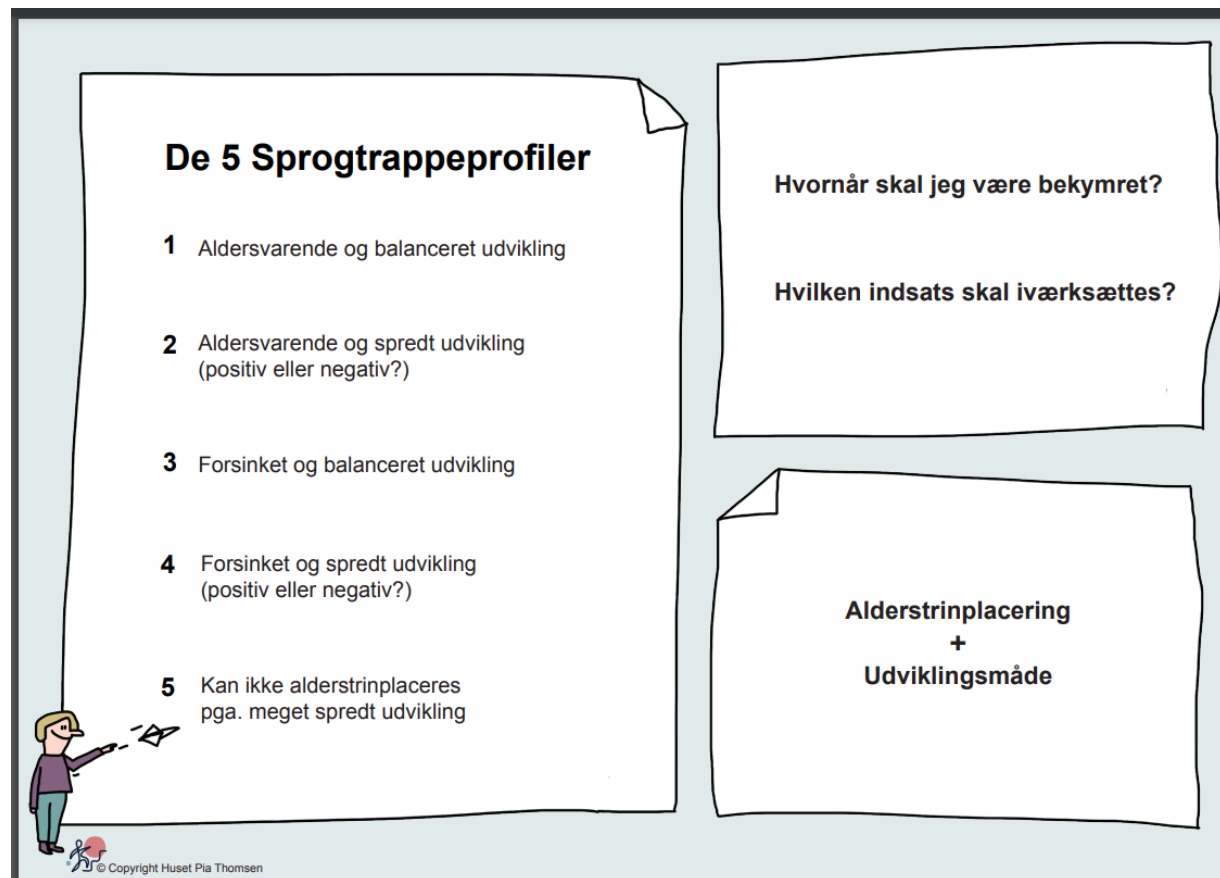 De 5 Sprogtrappeprofiler
1 Aldersvarende og balanceret udvikling
2 Aldersvarende og spredt udvikling
(positiv eller negativ?)
3 Forsinket og balanceret udvikling
4 Forsinket og spredt udvikling
(positiv eller negativ?)
5 Kan ikke alderstrinplaceres
pga. meget spredt udvikling
Hvornår skal jeg være bekymret?
Hvilken indsats skal iværksættes?
Alderstrinplacering
+
Udviklingsmåde
© Copyright Huset Pia Thomsen